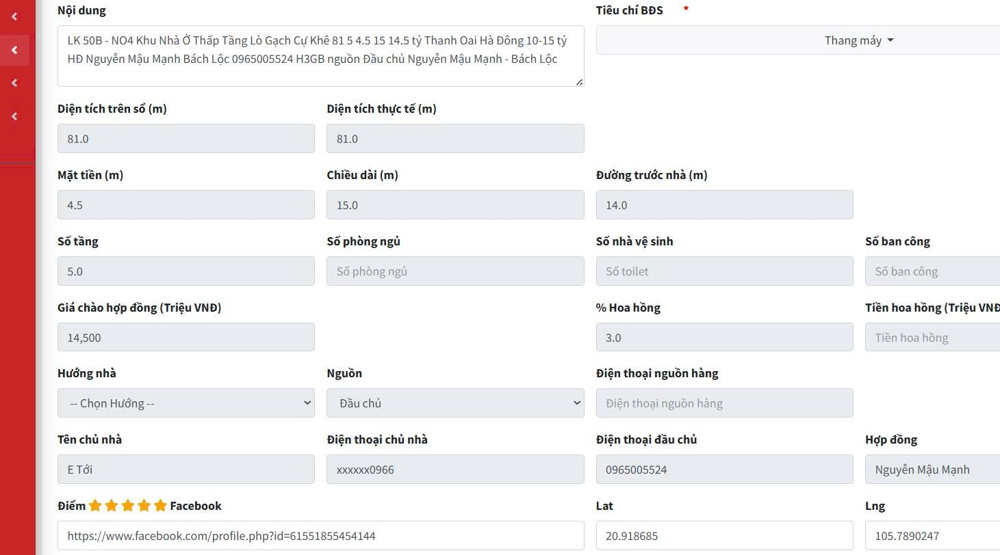 Nội dung
Tiêu chí BĐS *
LK 50B - NO4 Khu Nhà Ở Thấp Tầng Lò Gạch Cự Khê 81 5 4.5 15 14.5 tỷ Thanh Oai Hà Đông 10-15 tỷ
HĐ Nguyễn Mậu Mạnh Bách Lộc 0965005524 H3GB nguồn Đầu chủ Nguyễn Mậu Mạnh - Bách Lộc
Thang máy
Diện tích trên sổ (m)
Diện tích thực tế (m)
81.0
81.0
Mặt tiền (m)
Chiều dài (m)
Đường trước nhà (m)
4.5
15.0
14.0
Số tầng
Số phòng ngủ
Số nhà vệ sinh
Số ban công
5.0
Số phòng ngủ
Số toilet
Số ban công
Giá chào hợp đồng (Triệu VNĐ)
% Hoa hồng
Tiền hoa hồng (Triệu VNĐ
14,500
3.0
Tiền hoa hồng
Hướng nhà
Nguồn
Điện thoại nguồn hàng
-- Chọn Hướng --
Đầu chủ
Điện thoại nguồn hàng
Tên chủ nhà
Điện thoại chủ nhà
Điện thoại đầu chủ
Hợp đồng
E Tới
xxxxxx0966
0965005524
Nguyễn Mậu Mạnh
Điểm
Facebook
Lat
Lng
https://www.facebook.com/profile.php?id=61551855454144
20.918685
105.7890247